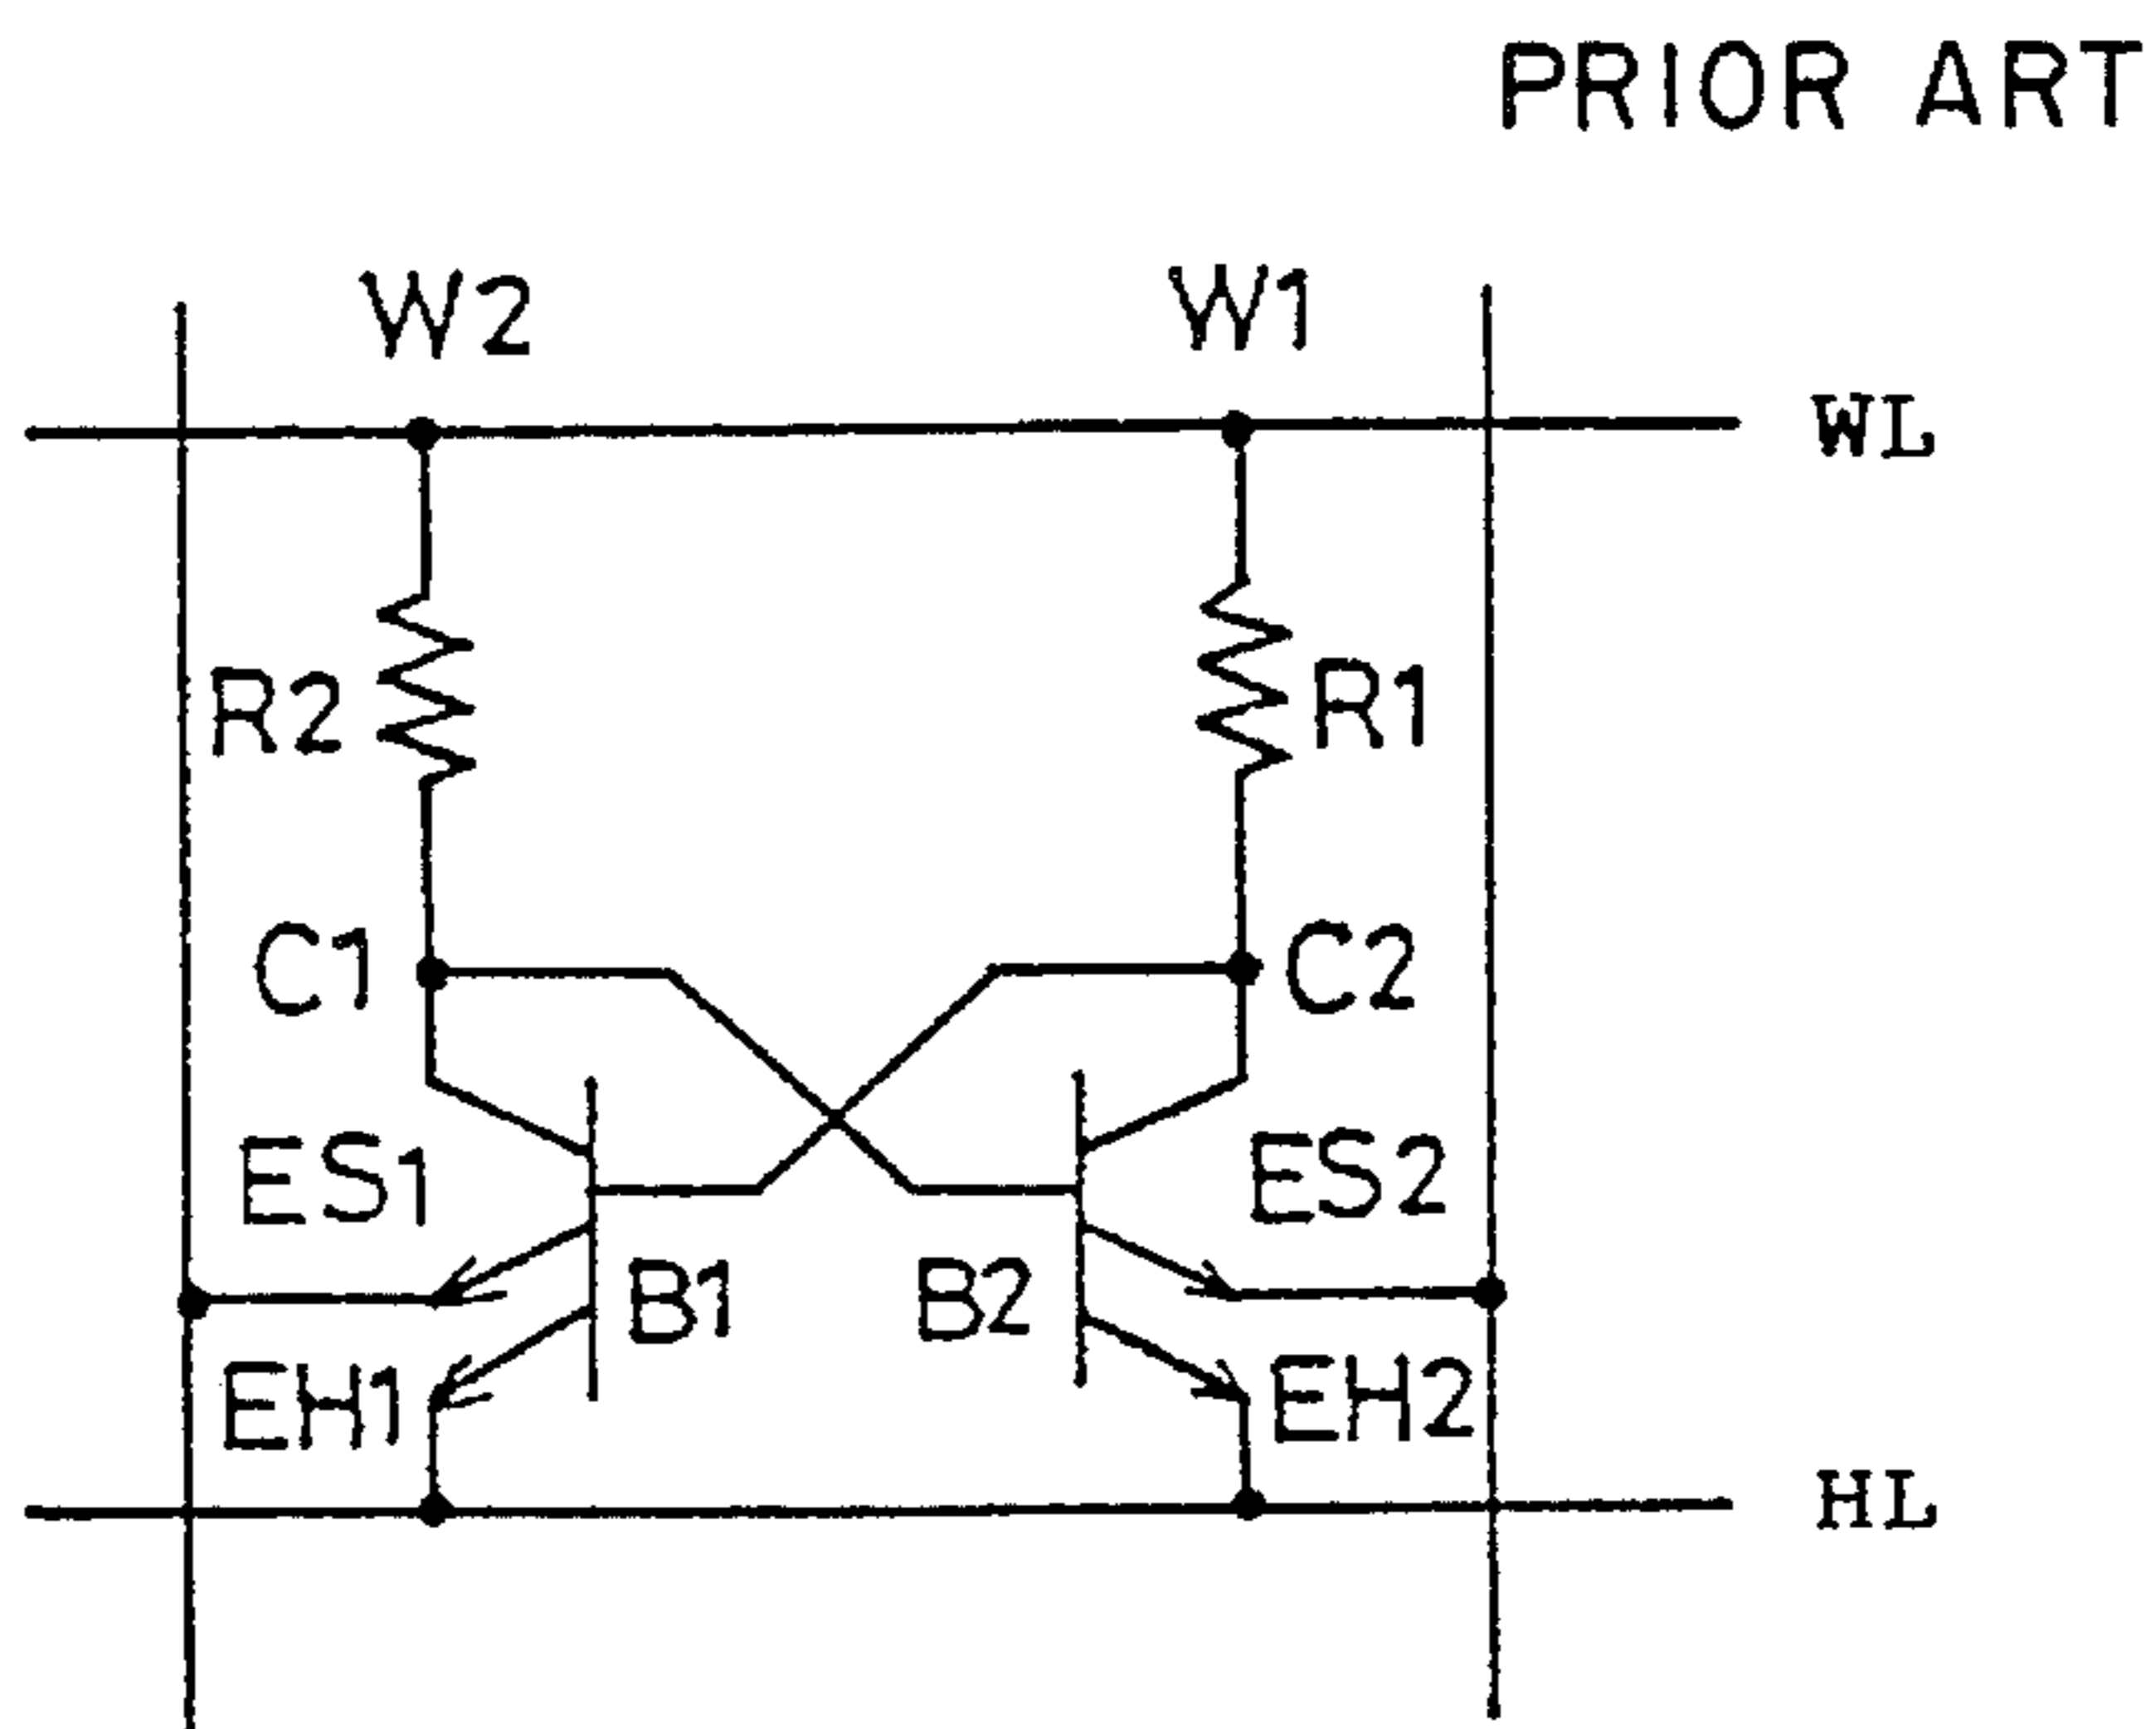 PRIOR ART
W2 W1
WL
R2 R1
C1 C2
ES1 ES2
B1 B2
EH1 EH2
HL